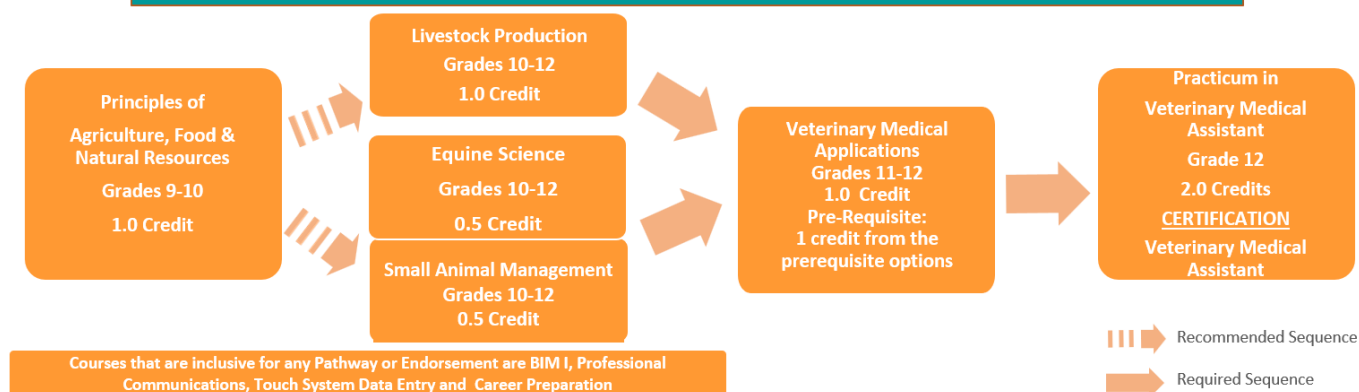 Principles of
Agriculture, Food &
Natural Resources
Grades 9-10
1.0 Credit
Livestock Production
Grades 10-12
1.0 Credit
Equine Science
Grades 10-12
0.5 Credit
Small Animal Management
Grades 10-12
0.5 Credit
Veterinary Medical
Applications
Grades 11-12
1.0 Credit
Pre-Requisite:
1 credit from the
prerequisite options
Practicum in
Veterinary Medical
Assistant
Grade 12
2.0 Credits
CERTIFICATION
Veterinary Medical
Assistant
Courses that are inclusive for any Pathway or Endorsement are BIM I, Professional
Communications, Touch System Data Entry and Career Preparation
Recommended Sequence
Required Sequence